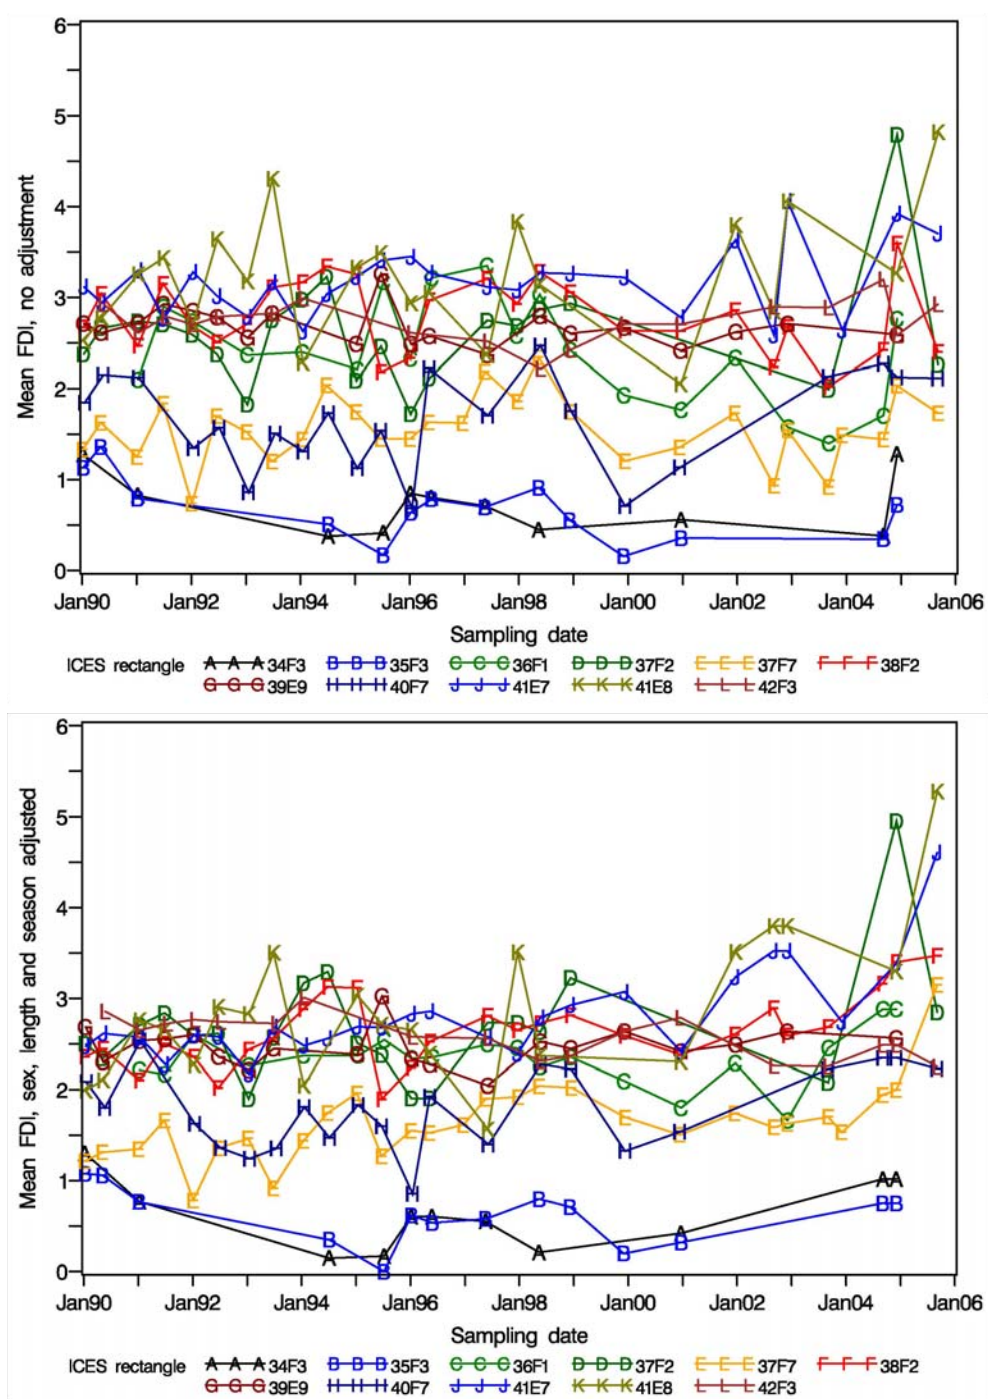 6
5
4
3
2
1
0
Mean FDI, no adjustment
Jan90 Jan92 Jan94 Jan96 Jan98 Jan00 Jan02 Jan04 Jan06
Sampling date
ICES rectangle A A A 34F3 B B B 35F3 C C C 36F1 D D D 37F2 E E E 37F7 F F F 38F2
G G G 39E9 H H H 40F7 J J J 41E7 K K K 41E8 L L L 42F3
6
5
4
3
2
1
0
Mean FDI, sex, length and season adjusted
Jan90 Jan92 Jan94 Jan96 Jan98 Jan00 Jan02 Jan04 Jan06
Sampling date
ICES rectangle A A A 34F3 B B B 35F3 C C C 36F1 D D D 37F2 E E E 37F7 F F F 38F2
G G G 39E9 H H H 40F7 J J J 41E7 K K K 41E8 L L L 42F3